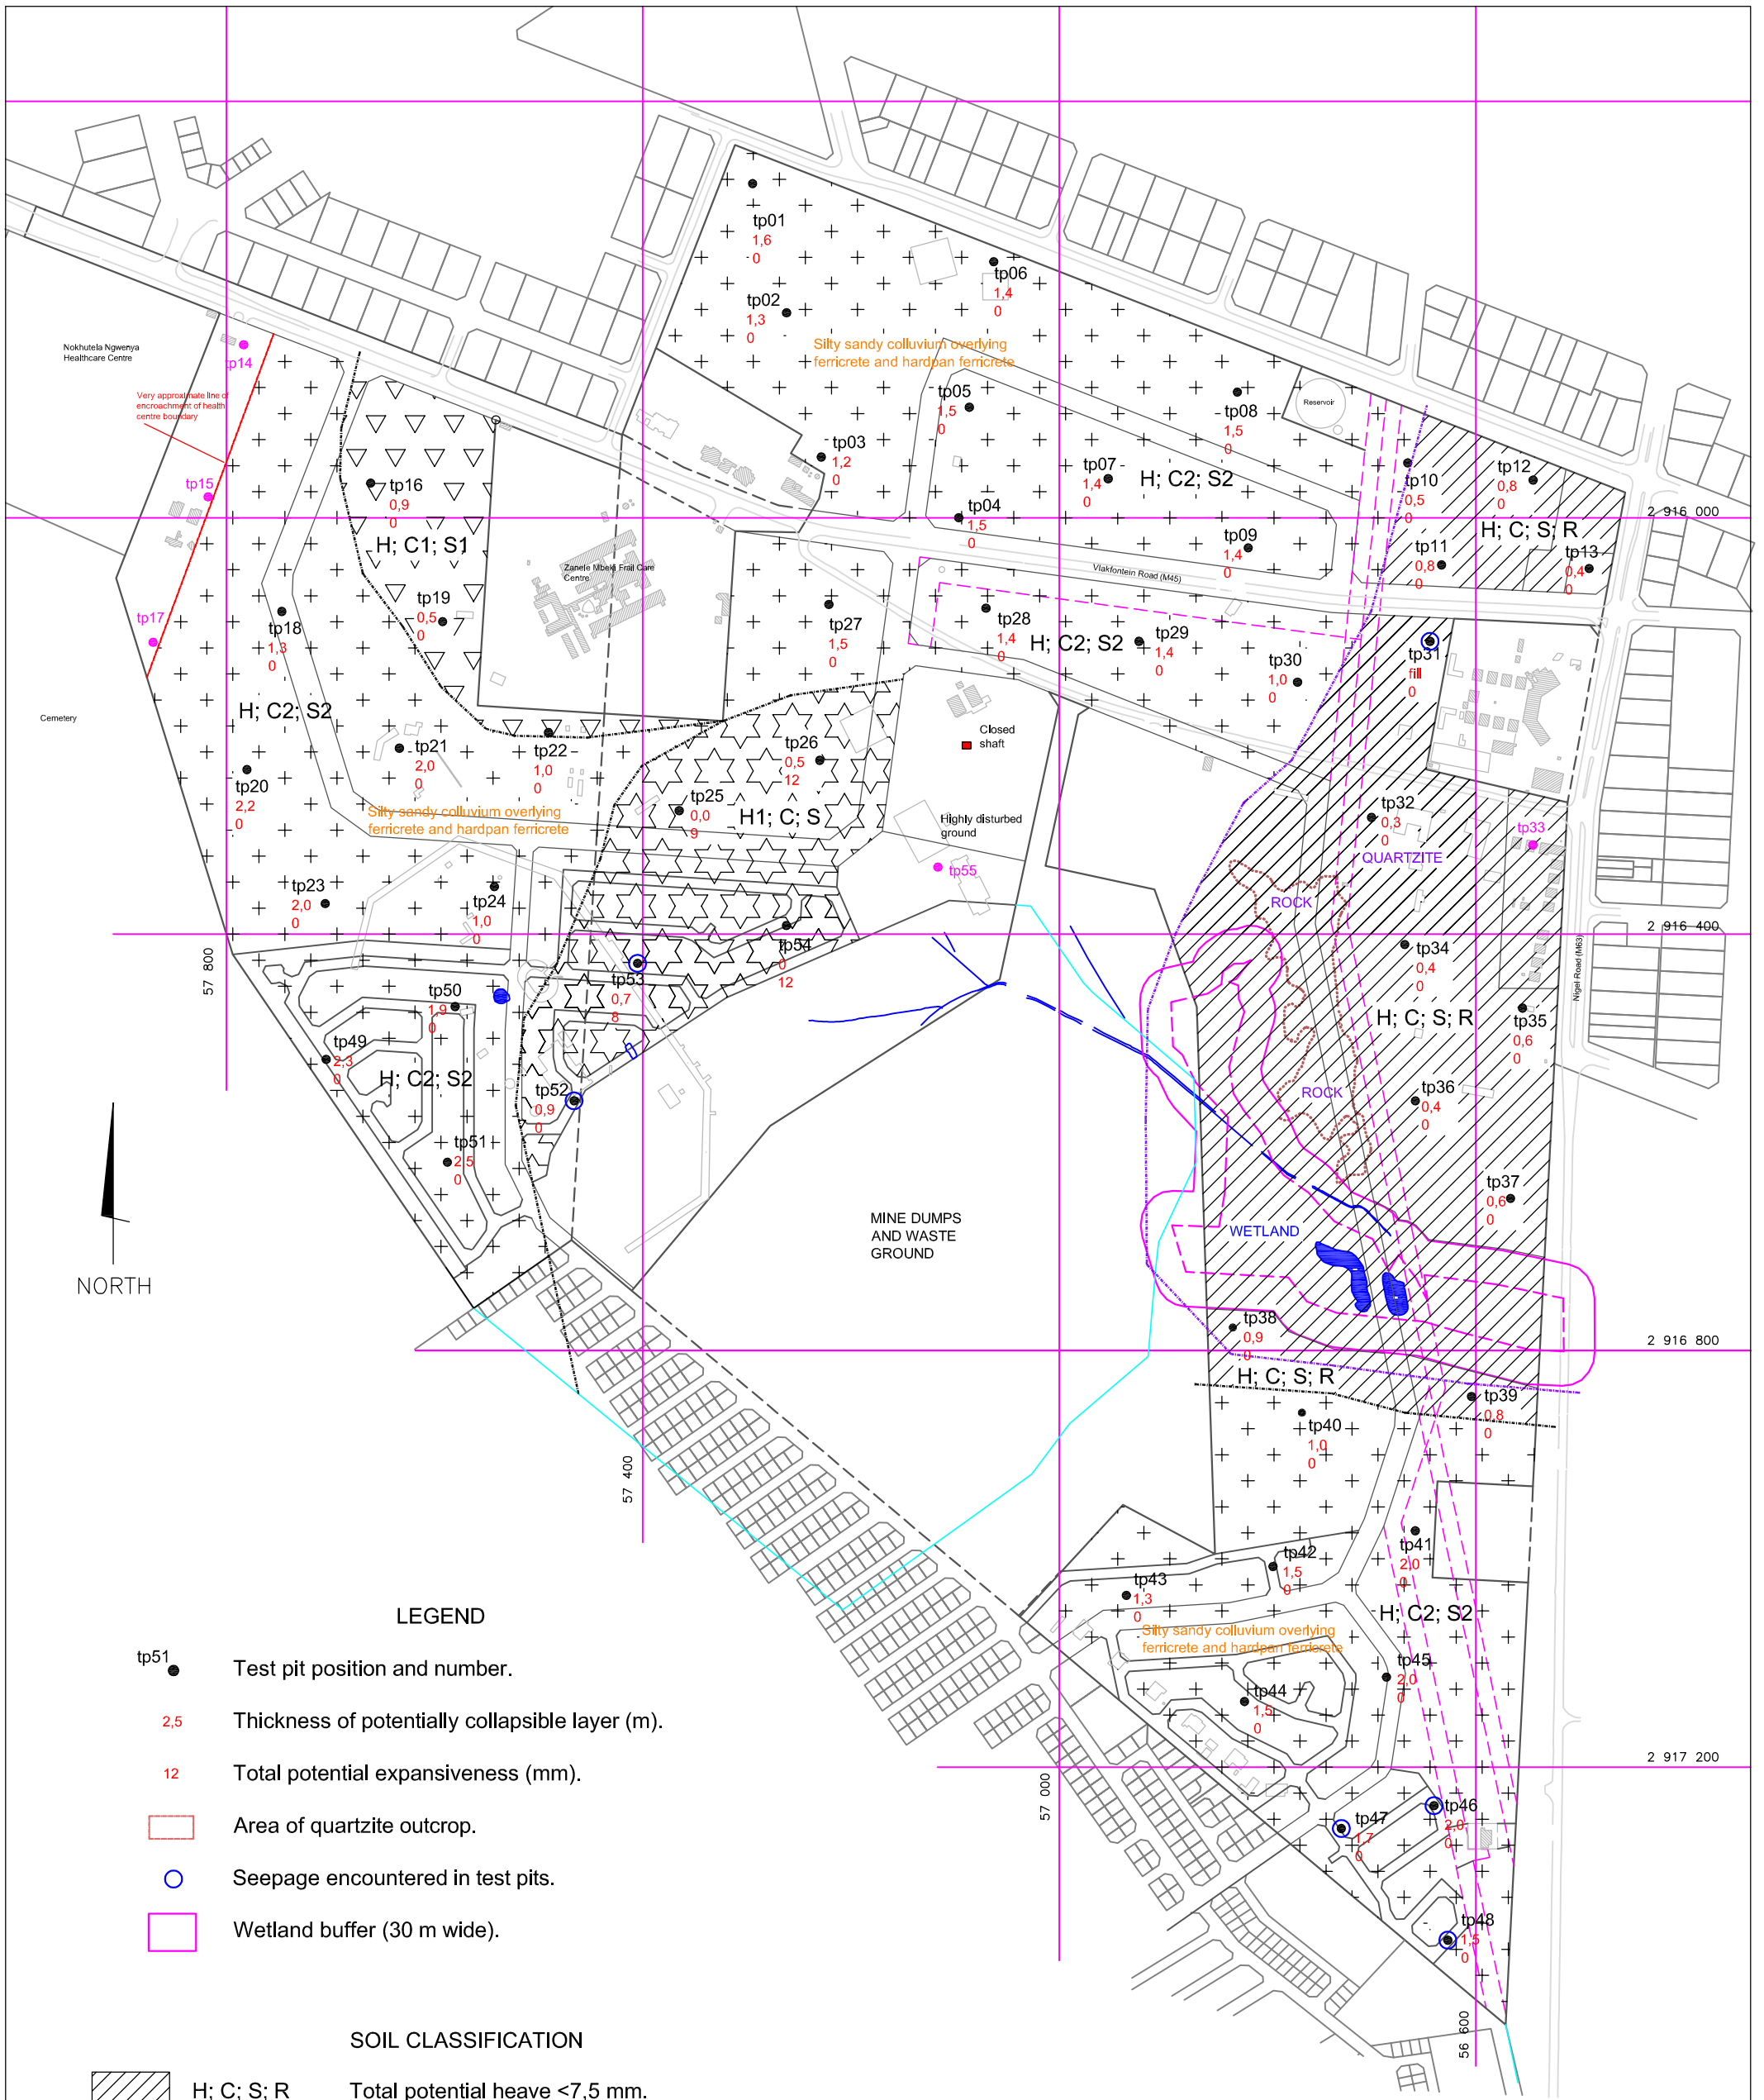 tp01
1,6
0
tp02
1,3
0
tp06
1,4
0
Silty sandy colluvium overlying
ferricrete and hardpan ferricrete
Nokhutela Ngwenya
Healthcare Centre
tp14
Very approximate line of
encroachment of health
centre boundary
tp05
1,5
0
tp08
1,5
0
Reservoir
tp03
1,2
0
tp07
1,4
0
H; C2; S2
tp10
0,5
0
tp12
0,8
0
tp15
tp16
0,9
0
tp04
1,5
0
2 916 000
H; C; S; R
H; C1; S1
tp09
1,4
0
tp11
0,8
0
tp13
0,4
0
Zanele Mbeki Frail Care
Centre
Vlakfontein Road (M45)
tp17
tp18
1,3
0
tp19
0,5
0
tp27
1,5
0
tp28
1,4
0
H; C2; S2
tp29
1,4
0
tp30
1,0
0
tp31
fill
0
Cemetery
H; C2; S2
tp21
2,0
0
tp22
1,0
0
tp26
0,5
12
Closed
shaft
tp20
2,2
0
Silty sandy colluvium overlying
ferricrete and hardpan ferricrete
tp25
0,0
9
H1; C; S
Highly disturbed
ground
tp32
0,3
0
tp33
QUARTZITE
tp55
tp23
2,0
0
tp24
1,0
0
ROCK
2 916 400
tp54
0
12
tp34
0,4
0
57 800
Nigel Road (M63)
tp50
1,9
0
tp53
0,7
8
H; C; S; R
tp35
0,6
0
tp49
2,3
0
H; C2; S2
tp52
0,9
0
ROCK
tp36
0,4
0
tp51
2,5
0
tp37
0,6
0
MINE DUMPS
AND WASTE
GROUND
WETLAND
NORTH
tp38
0,9
0
2 916 800
H; C; S; R
tp39
0,8
0
tp40
1,0
0
57 400
tp41
2,0
0
tp42
1,5
0
tp43
1,3
0
H; C2; S2
Silty sandy colluvium overlying
ferricrete and hardpan ferricrete
tp45
2,0
0
tp44
1,5
0
2 917 200
57 000
tp46
2,0
0
tp47
1,7
0
tp48
1,5
0
56 600
LEGEND
tp51
Test pit position and number.
2,5 Thickness of potentially collapsible layer (m).
12 Total potential expansiveness (mm).
Area of quartzite outcrop.
Seepage encountered in test pits.
Wetland buffer (30 m wide).
SOIL CLASSIFICATION
H; C; S; R Total potential heave <7,5 mm.